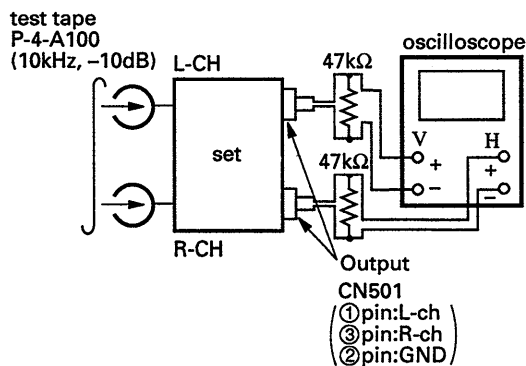 test tape
P-4-A100
(10kHz, –10dB)
L-CH
47kΩ
oscilloscope
set
V
H
+
–
+
–
47kΩ
R-CH
Output
CN501
①pin:L-ch
③pin:R-ch
②pin:GND